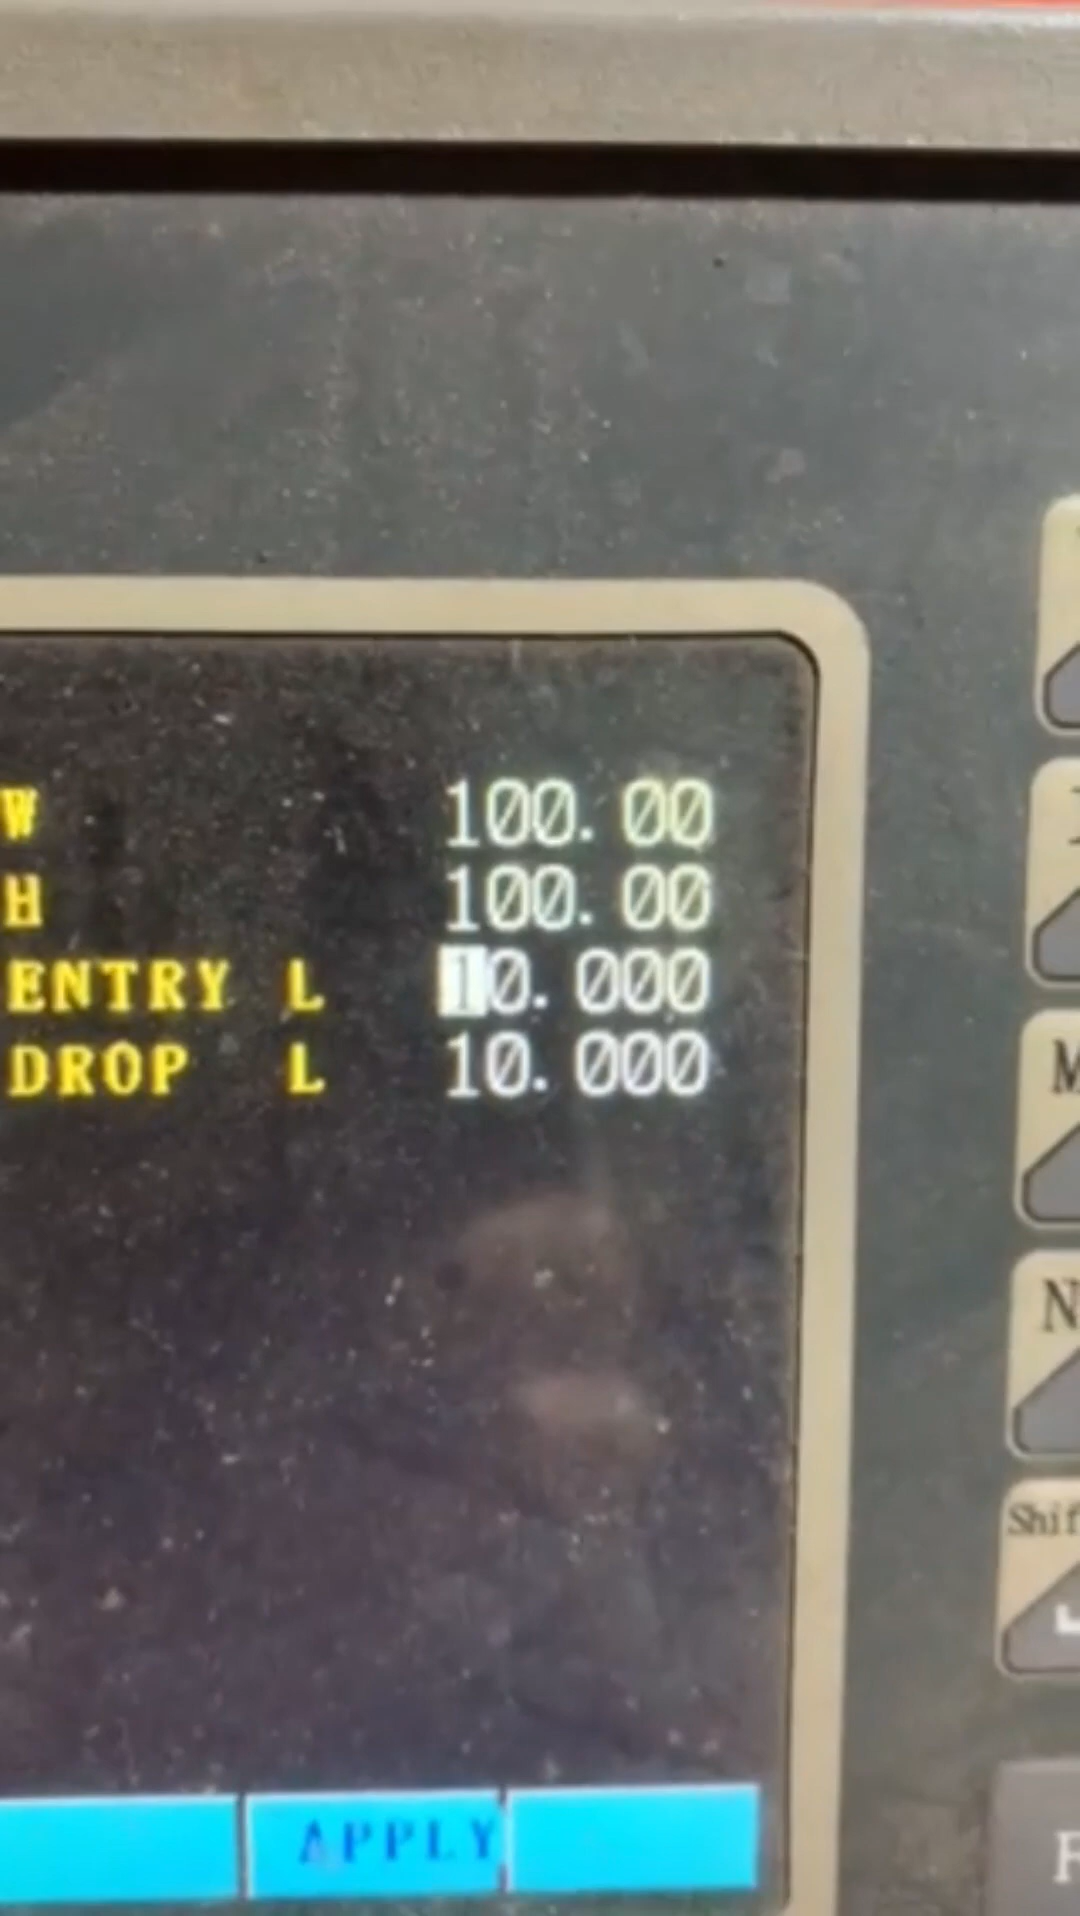 W 100.00
H 100.00
ENTRY L 10.000
DROP L 10.000
M
N
Shif
APPLY
F